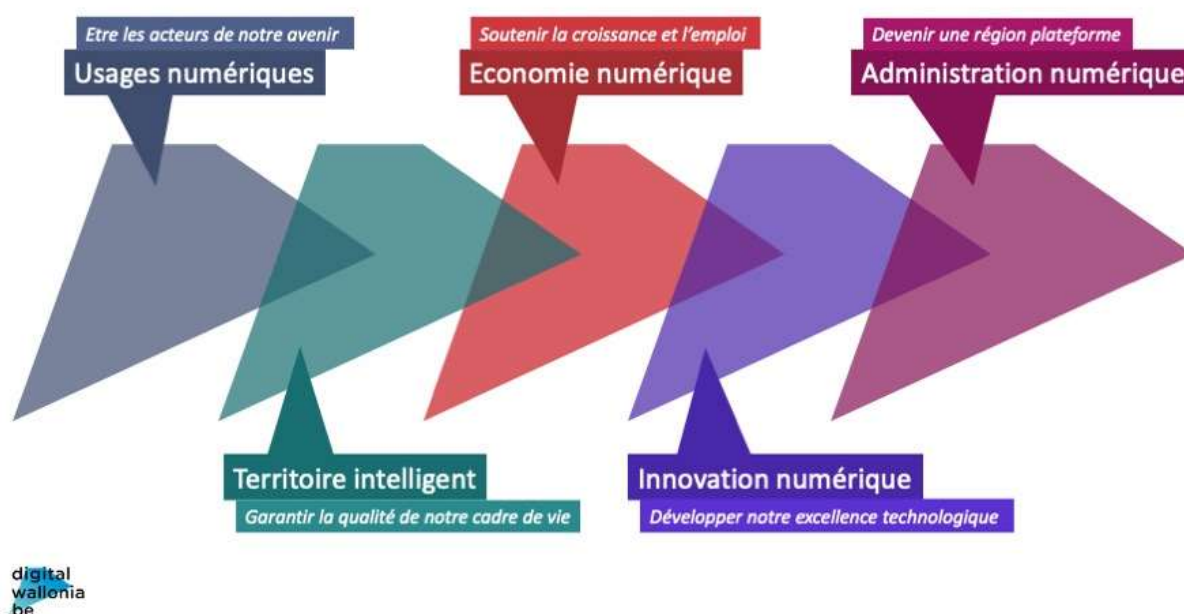 Etre les acteurs de notre avenir
Usages numériques
Soutenir la croissance et l'emploi
Economie numérique
Devenir une région plateforme
Administration numérique
Territoire intelligent
Garantir la qualité de notre cadre de vie
Innovation numérique
Développer notre excellence technologique
digital
wallonia
be